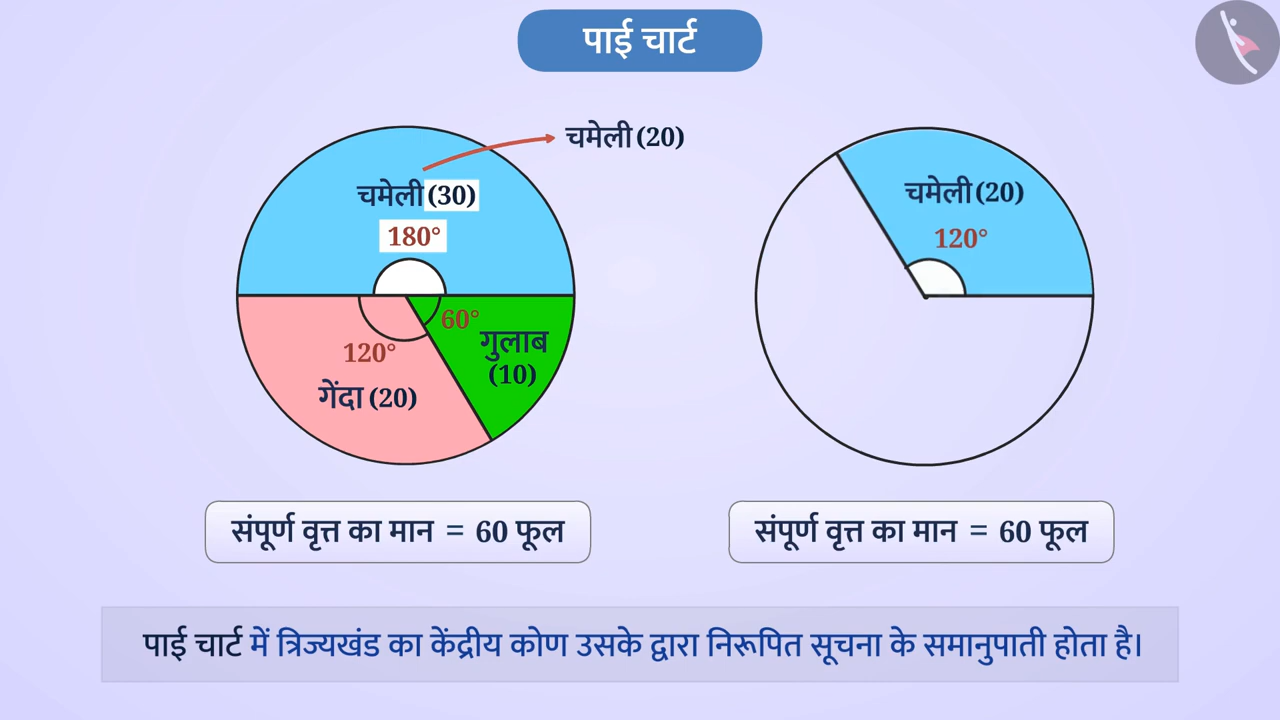 पाई चार्ट
चमेली (20)
चमेली (30)
180°
60°
गुलाब
(10)
120°
गेंदा (20)
चमेली (20)
120°
संपूर्ण वृत्त का मान = 60 फूल
संपूर्ण वृत्त का मान = 60 फूल
पाई चार्ट में त्रिज्यखंड का केंद्रीय कोण उसके द्वारा निरूपित सूचना के समानुपाती होता है।